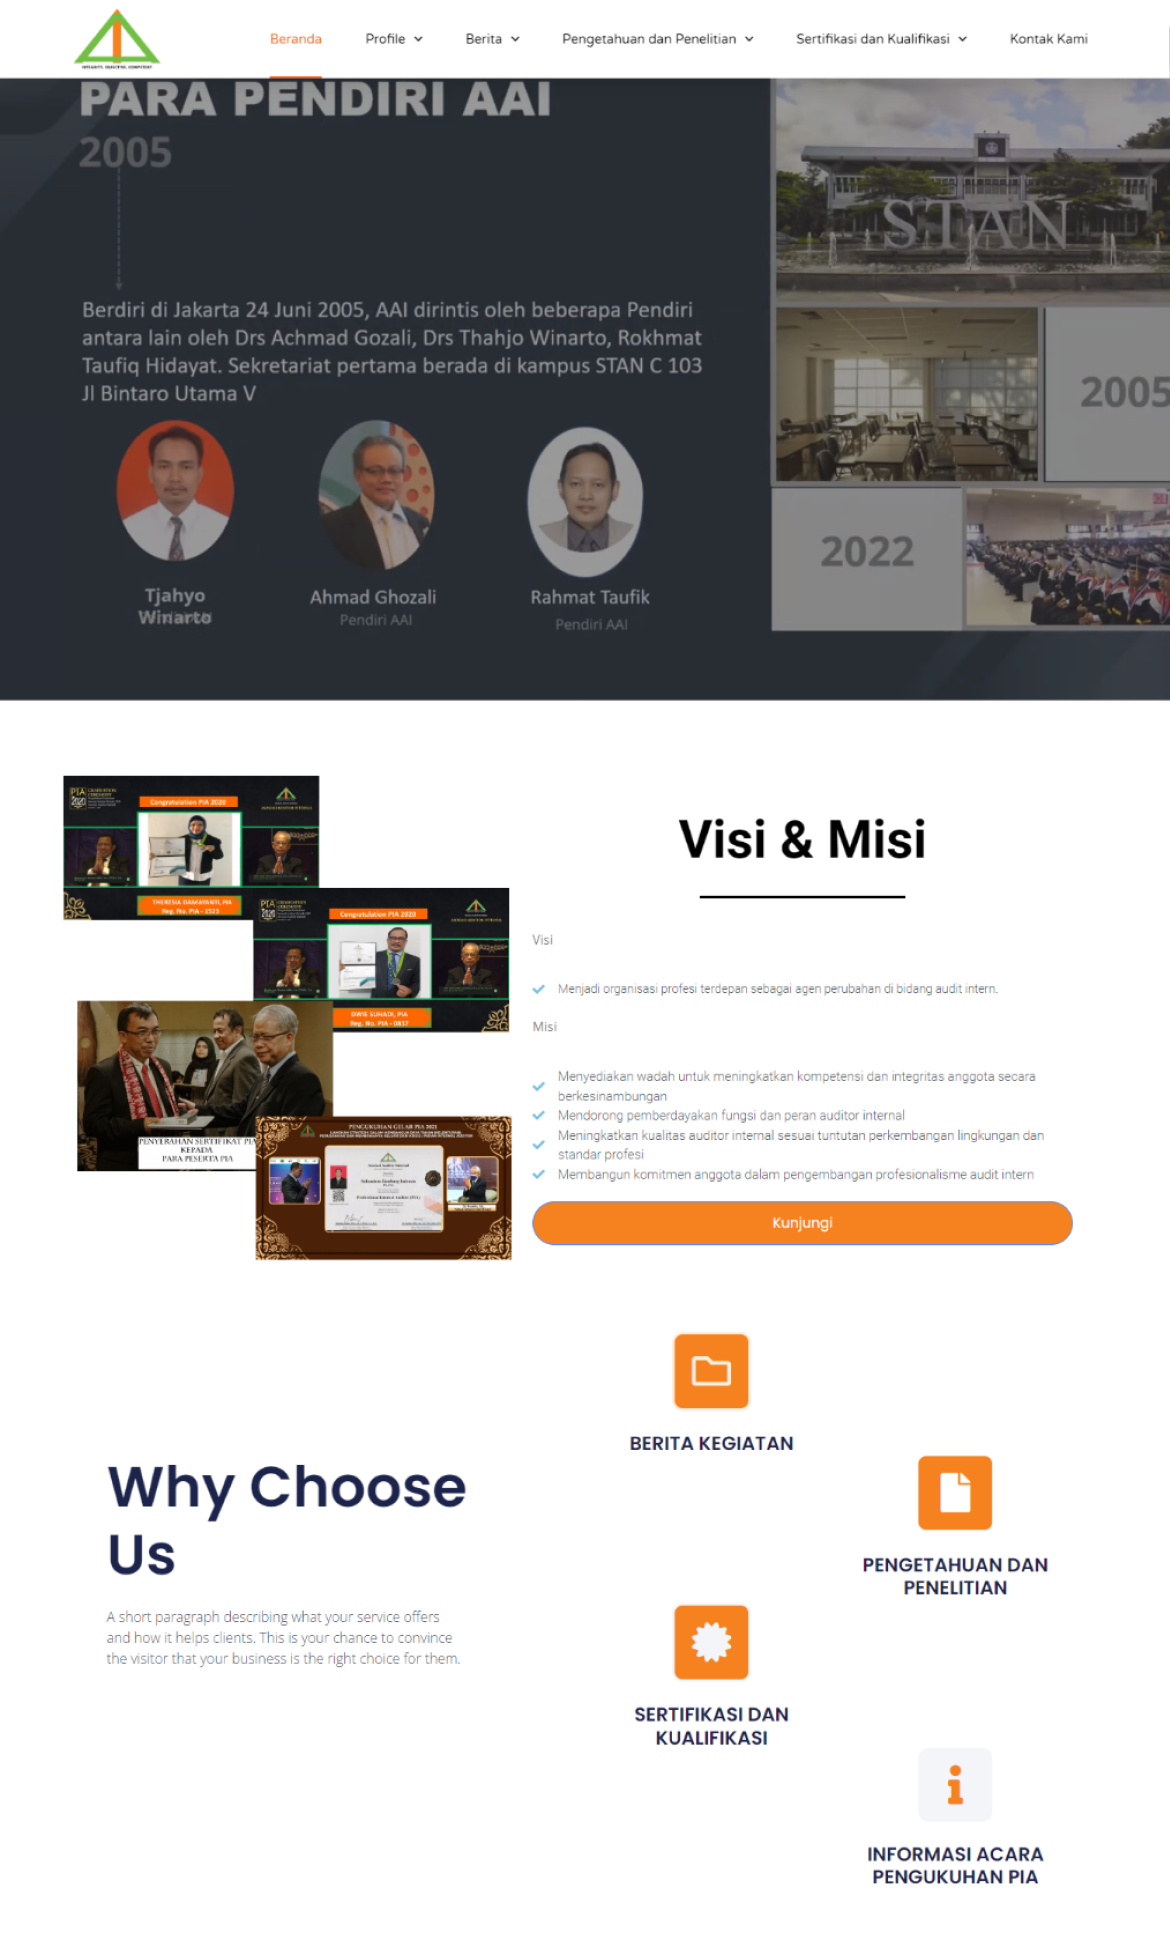 INTEGRITY, OBJECTIVE, COMPETENT
Beranda
Profile
Berita
Pengetahuan dan Penelitian
Sertifikasi dan Kualifikasi
Kontak Kami
PARA PENDIRI AAI
2005
STAN
Berdiri di Jakarta 24 Juni 2005, AAI dirintis oleh beberapa Pendiri
antara lain oleh Drs Achmad Gozali, Drs Thahjo Winarto, Rokhmat
Taufiq Hidayat. Sekretariat pertama berada di kampus STAN C 103
Jl Bintaro Utama V
2005
2022
Tjahyo
Winarto
Ahmad Ghozali
Pendiri AAI
Rahmat Taufik
Pendiri AAI
PIA
2020
Congratulation PIA 2020
THERESIA DAMAYANTI, PIA
Reg. No. PIA - 1523
PIA
2020
Congratulation PIA 2020
DWIE SUHADI, PIA
Reg. No. PIA - 0837
PENYERAHAN SERTIFIKAT PIA
KEPADA
PARA PESERTA PIA
PENGUKUHAN GELAR PIA 2021
Visi & Misi
Visi
Menjadi organisasi profesi terdepan sebagai agen perubahan di bidang audit intern.
Misi
Menyediakan wadah untuk meningkatkan kompetensi dan integritas anggota secara
berkesinambungan
Mendorong pemberdayakan fungsi dan peran auditor internal
Meningkatkan kualitas auditor internal sesuai tuntutan perkembangan lingkungan dan
standar profesi
Membangun komitmen anggota dalam pengembangan profesionalisme audit intern
Kunjungi
BERITA KEGIATAN
Why Choose
Us
A short paragraph describing what your service offers
and how it helps clients. This is your chance to convince
the visitor that your business is the right choice for them.
PENGETAHUAN DAN
PENELITIAN
SERTIFIKASI DAN
KUALIFIKASI
INFORMASI ACARA
PENGUKUHAN PIA